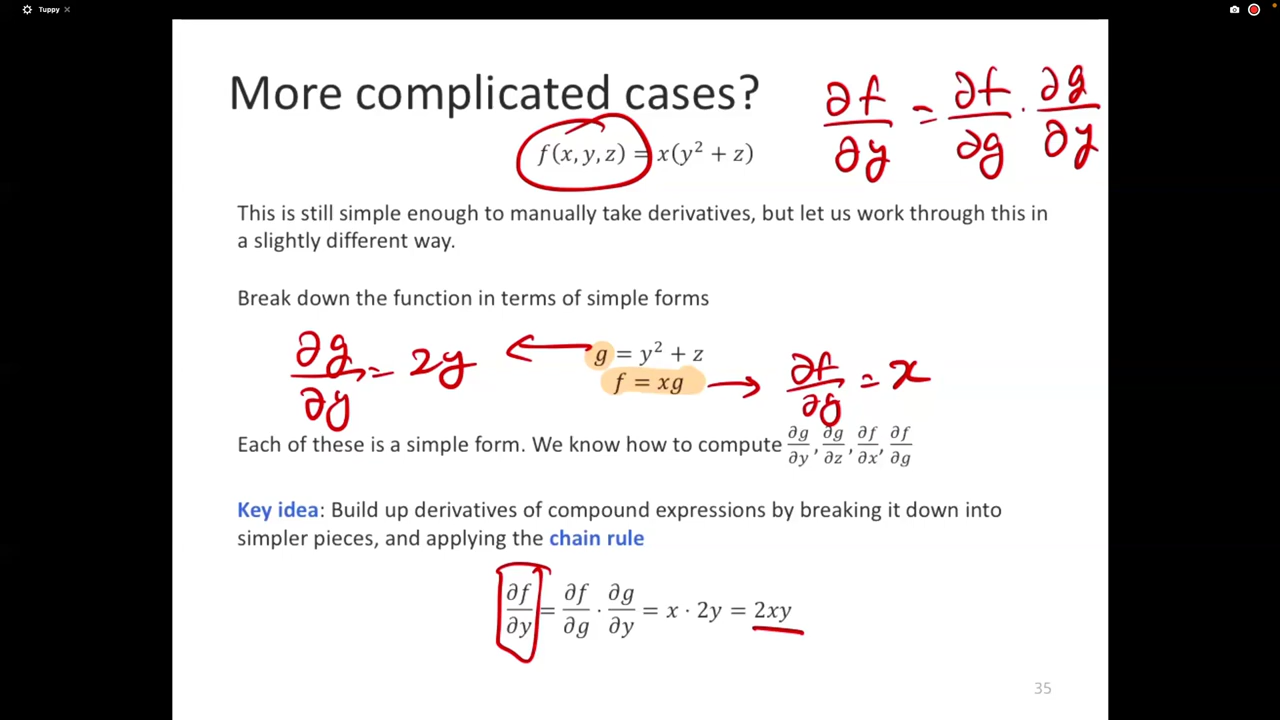 Tuppy
More complicated cases?
∂f/∂y = ∂f/∂g · ∂g/∂y
f(x, y, z) = x(y² + z)
This is still simple enough to manually take derivatives, but let us work through this in
a slightly different way.
Break down the function in terms of simple forms
∂g/∂y = 2y ← g = y² + z
f = xg → ∂f/∂g = x
Each of these is a simple form. We know how to compute ∂g/∂y, ∂g/∂z, ∂f/∂x, ∂f/∂g
Key idea: Build up derivatives of compound expressions by breaking it down into
simpler pieces, and applying the chain rule
∂f/∂y = ∂f/∂g · ∂g/∂y = x · 2y = 2xy
35